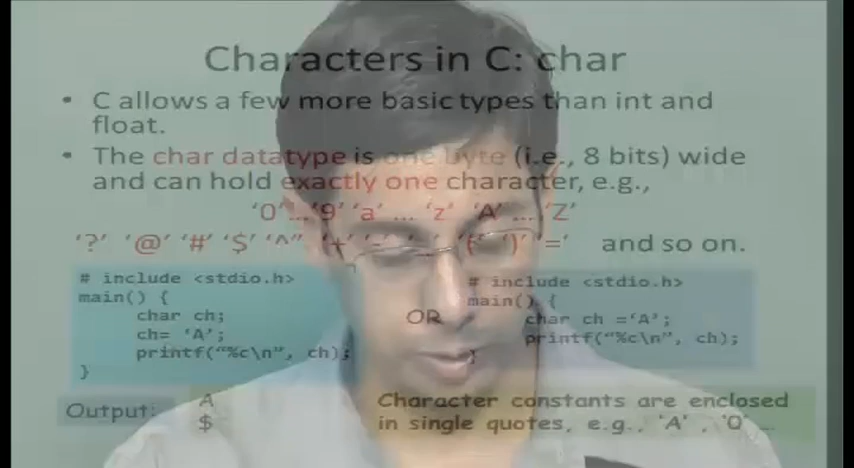 Characters in C: char
• C allows a few more basic types than int and
float.
• The char datatype is one byte (i.e., 8 bits) wide
and can hold exactly one character, e.g.,
‘0’ … ‘9’ ‘a’ … ‘z’ ‘A’ … ‘Z’
‘?’ ‘@’ ‘#’ ‘$’ ‘^’ ‘+’ ‘-’ ‘(’ ‘)’ ‘=’ and so on.
# include <stdio.h>
main() {
char ch;
ch= ‘A’;
printf(“%c\n”, ch);
}
OR
# include <stdio.h>
main() {
char ch =‘A’;
printf(“%c\n”, ch);
}
Output:
A
$
Character constants are enclosed
in single quotes, e.g., ‘A’ , ‘0’ …